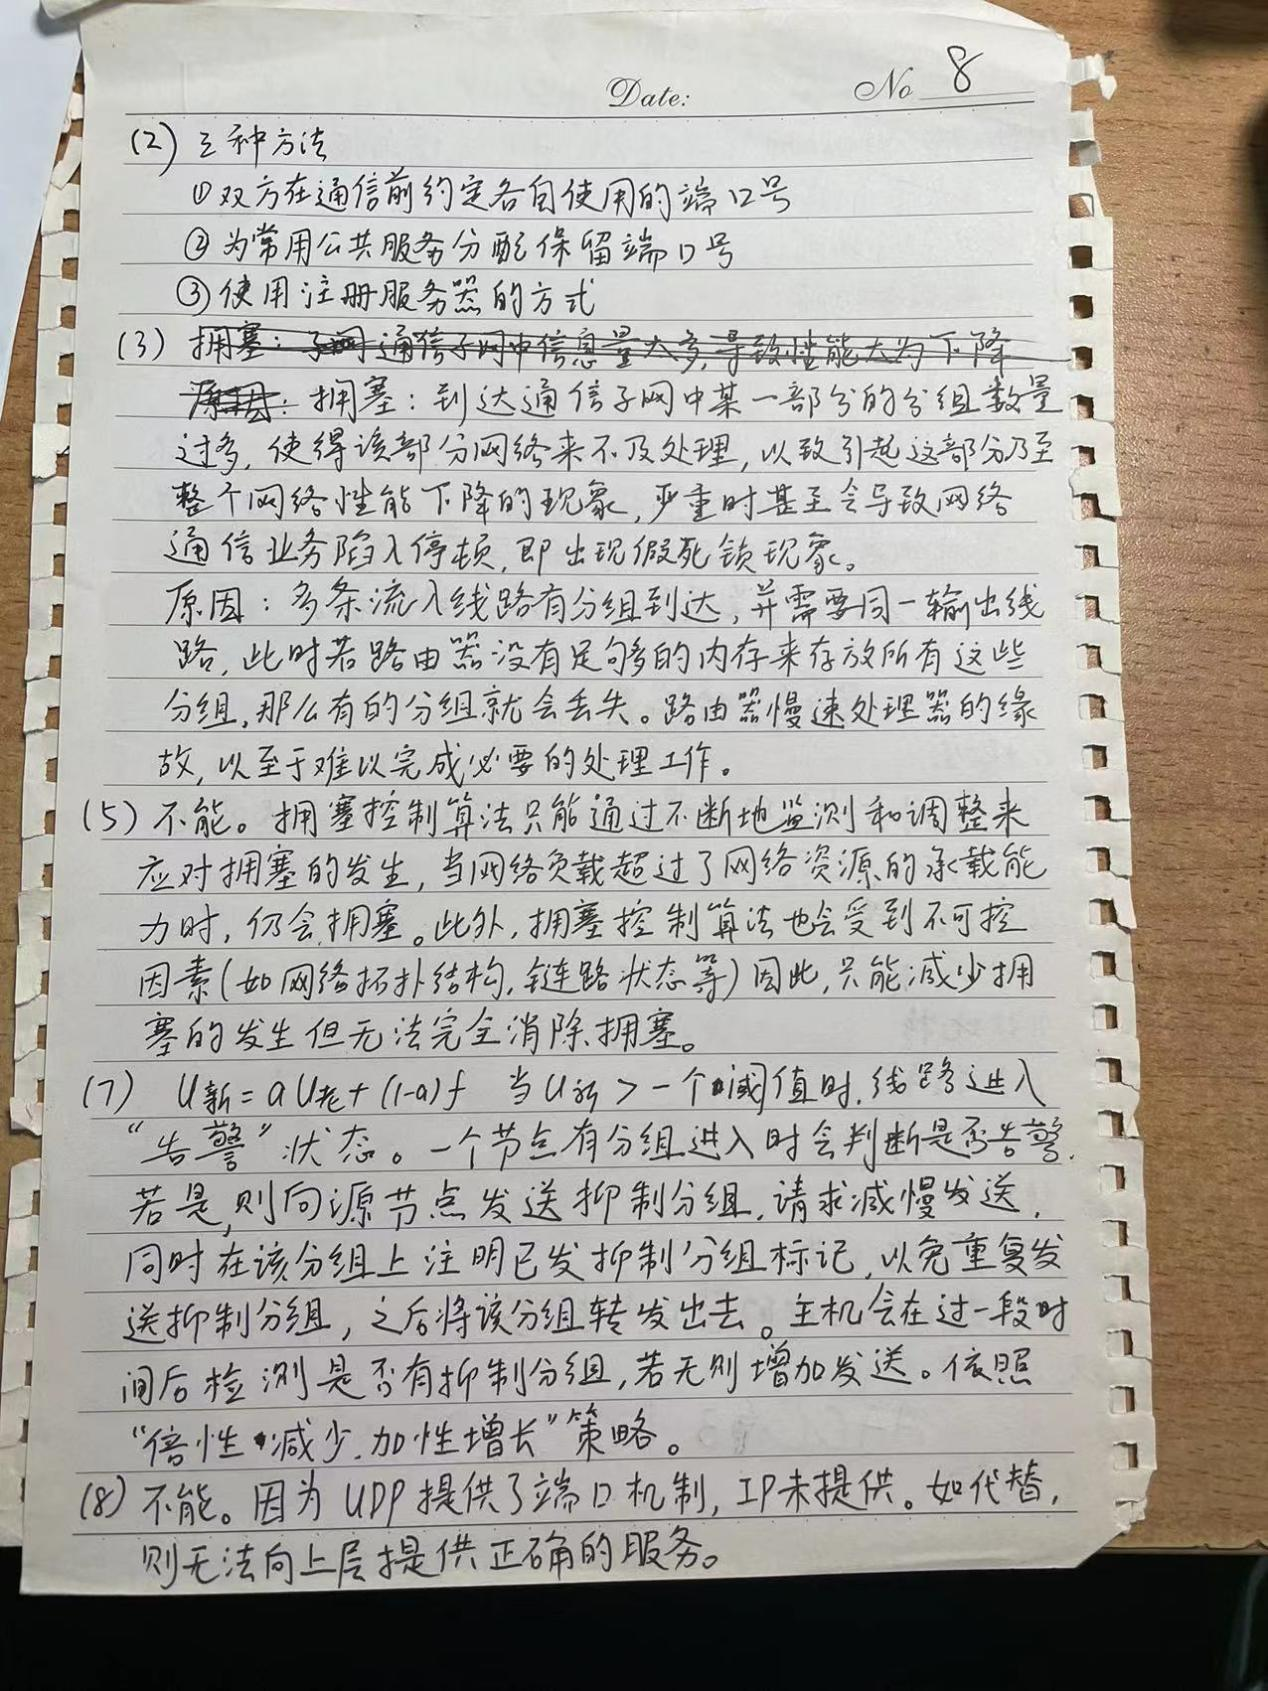 Date: No 8
(2) 三种方法
①双方在通信前约定各自使用的端口号
②为常用公共服务分配保留端口号
③使用注册服务器的方式
(3) 拥塞：子网通信子网中信息量太多,导致性能大为下降
原因：拥塞：到达通信子网中某一部分的分组数量
过多,使得该部分网络来不及处理,以致引起这部分乃至
整个网络性能下降的现象,严重时甚至会导致网络
通信业务陷入停顿,即出现假死锁现象。
原因：多条流入线路有分组到达,并需要同一输出线
路,此时若路由器没有足够多的内存来存放所有这些
分组,那么有的分组就会丢失。路由器慢速处理器的缘
故,以至于难以完成必要的处理工作。
(5) 不能。拥塞控制算法只能通过不断地监测和调整来
应对拥塞的发生,当网络负载超过了网络资源的承载能
力时,仍会拥塞。此外,拥塞控制算法也会受到不可控
因素(如网络拓扑结构,链路状态等)因此,只能减少拥
塞的发生但无法完全消除拥塞。
(7) U新=aU老+(1-a)f 当U新>一个阈值时,线路进入
“告警”状态。一个节点有分组进入时会判断是否告警,
若是,则向源节点发送抑制分组,请求减慢发送,
同时在该分组上注明已发抑制分组标记,以免重复发
送抑制分组,之后将该分组转发出去。主机会在过一段时
间后检测是否有抑制分组,若无则增加发送。依照
“倍性减少,加性增长”策略。
(8) 不能。因为UDP提供了端口机制,IP未提供。如代替,
则无法向上层提供正确的服务。